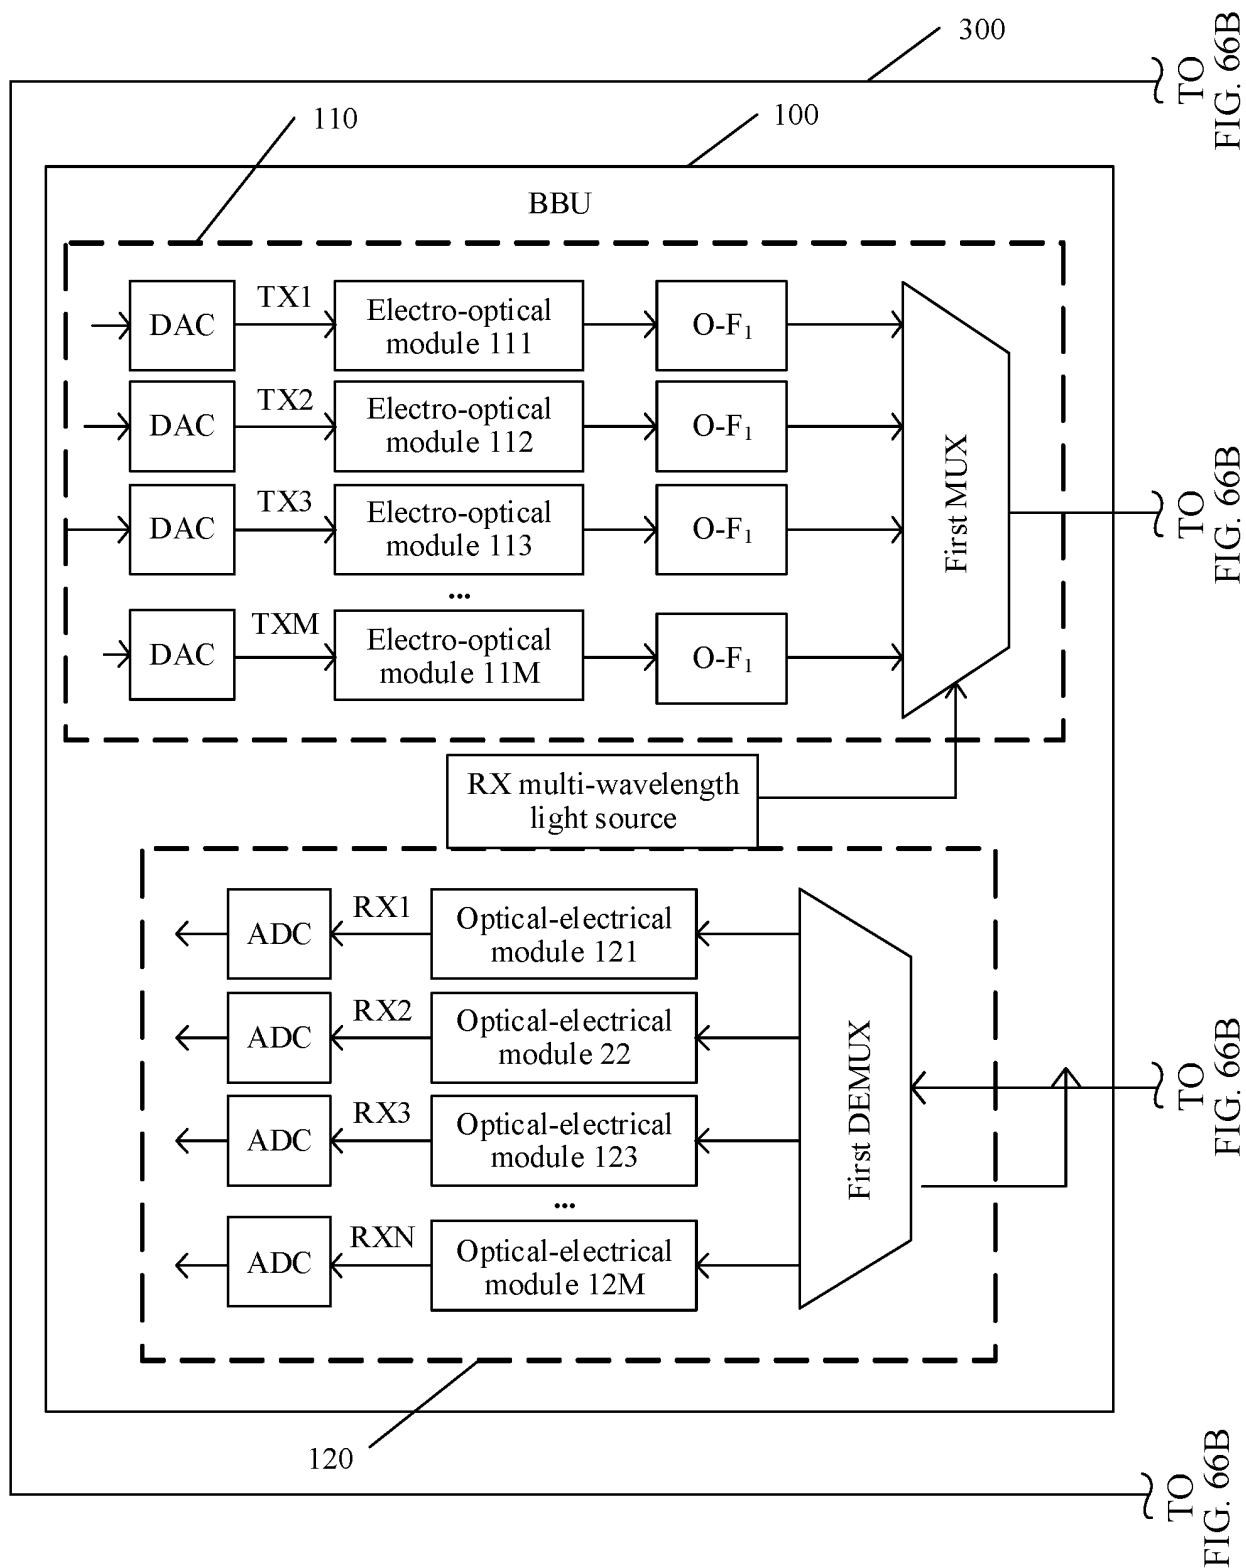 300
TO
FIG. 66B
110
100
BBU
DAC
TX1
Electro-optical
module 111
O-F₁
DAC
TX2
Electro-optical
module 112
O-F₁
DAC
TX3
Electro-optical
module 113
O-F₁
...
DAC
TXM
Electro-optical
module 11M
O-F₁
First MUX
TO
FIG. 66B
RX multi-wavelength
light source
ADC
RX1
Optical-electrical
module 121
ADC
RX2
Optical-electrical
module 22
ADC
RX3
Optical-electrical
module 123
...
ADC
RXN
Optical-electrical
module 12M
First DEMUX
TO
FIG. 66B
120
TO
FIG. 66B